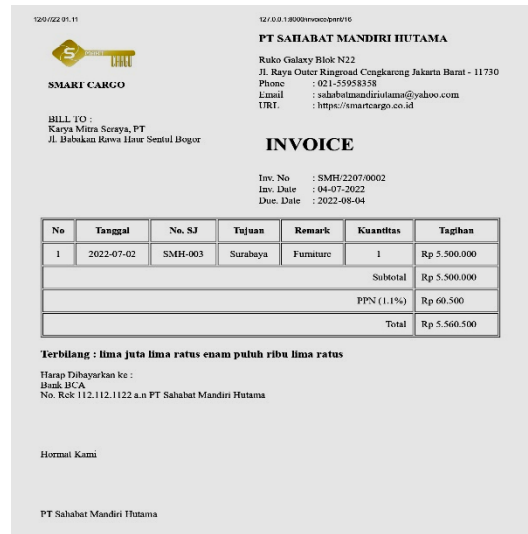 12/07/22 01.11
127.0.0.1:8000/invoice/print/16
SMART CARGO
PT SAHABAT MANDIRI HUTAMA
Ruko Galaxy Blok N22
Jl. Raya Outer Ringroad Cengkareng Jakarta Barat - 11730
Phone : 021-55958358
Email : sahabatmandiriutama@yahoo.com
URL : https://smartcargo.co.id
SMART CARGO
BILL TO :
Karya Mitra Seraya, PT
Jl. Babakan Rawa Haur Sentul Bogor
INVOICE
Inv. No : SMH/2207/0002
Inv. Date : 04-07-2022
Due. Date : 2022-08-04
No Tanggal No. SJ Tujuan Remark Kuantitas Tagihan
1 2022-07-02 SMH-003 Surabaya Furniture 1 Rp 5.500.000
Subtotal Rp 5.500.000
PPN (1.1%) Rp 60.500
Total Rp 5.560.500
Terbilang : lima juta lima ratus enam puluh ribu lima ratus
Harap Dibayarkan ke :
Bank BCA
No. Rek 112.112.1122 a.n PT Sahabat Mandiri Hutama
Hormat Kami
PT Sahabat Mandiri Hutama